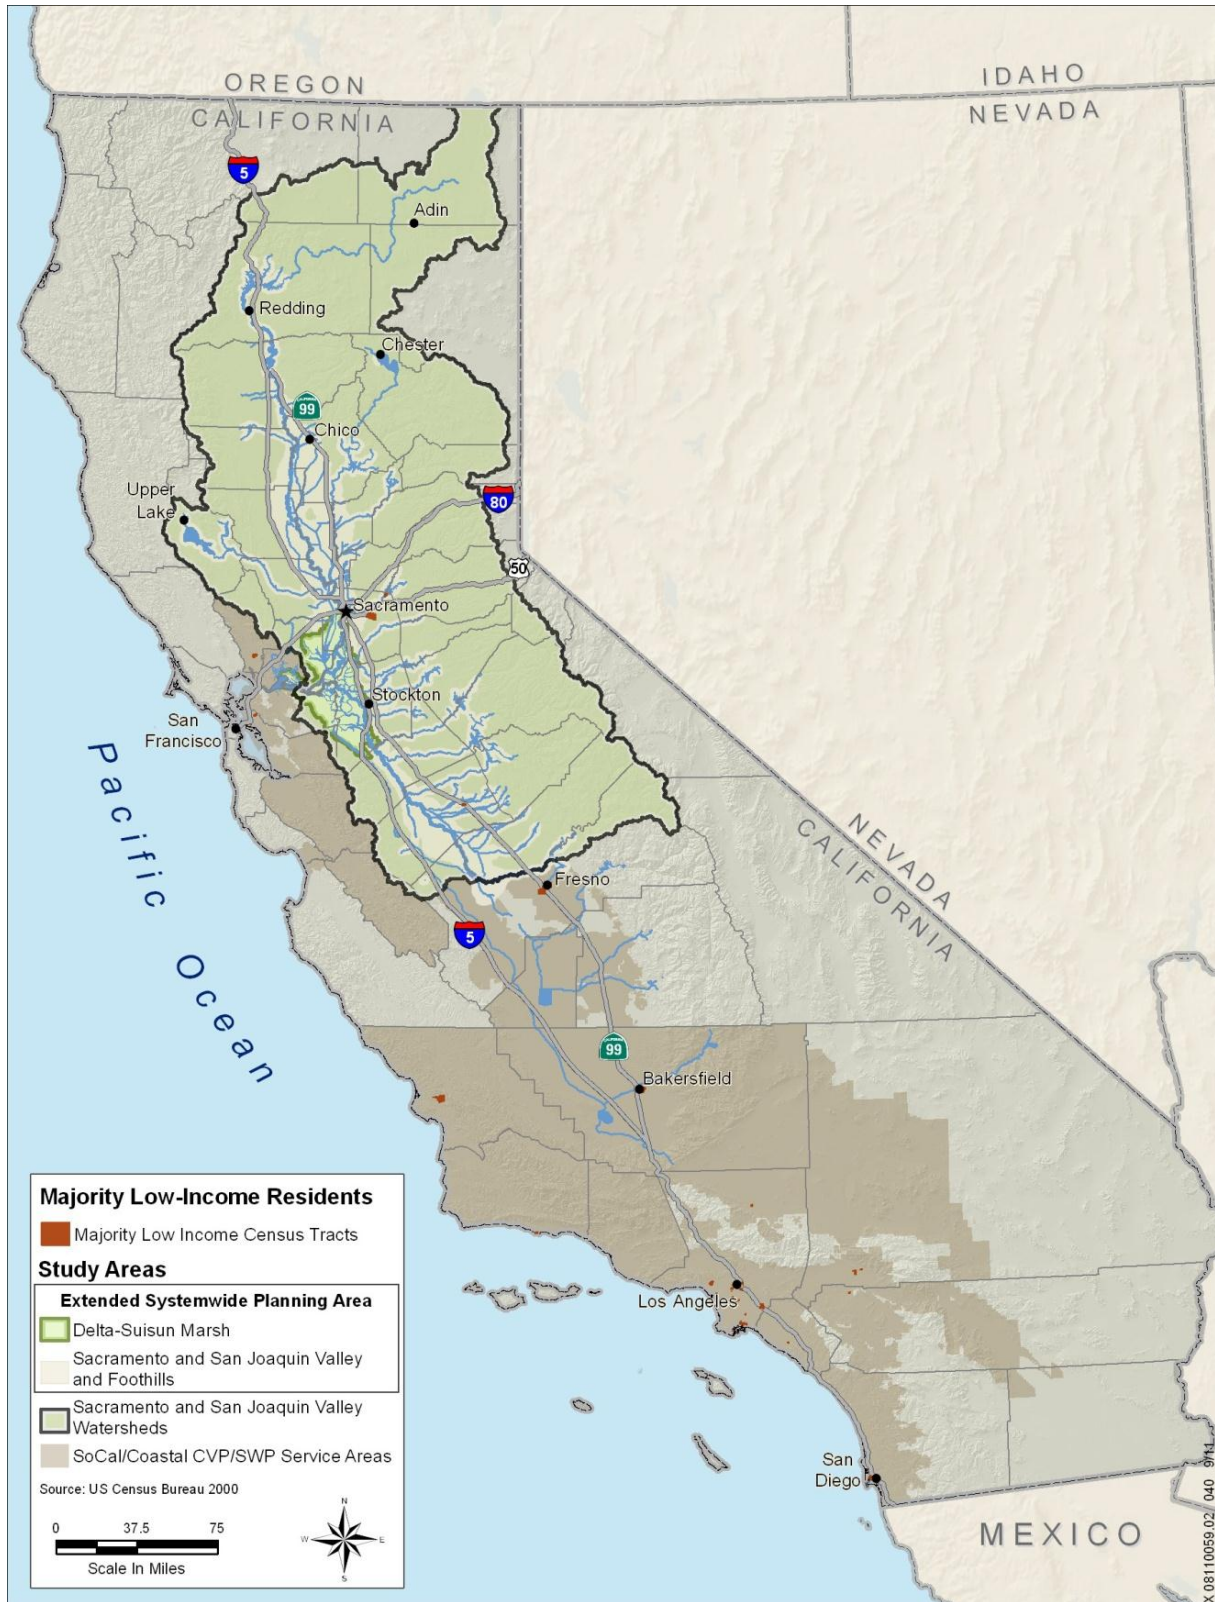 OREGON
CALIFORNIA
IDAHO
NEVADA
5
Adin
Redding
Chester
99
Chico
Upper
Lake
80
50
Sacramento
Stockton
San
Francisco
Pacific Ocean
NEVADA
CALIFORNIA
Fresno
5
99
Bakersfield
Los Angeles
San
Diego
MEXICO
Majority Low-Income Residents
Majority Low Income Census Tracts
Study Areas
Extended Systemwide Planning Area
Delta-Suisun Marsh
Sacramento and San Joaquin Valley
and Foothills
Sacramento and San Joaquin Valley
Watersheds
SoCal/Coastal CVP/SWP Service Areas
Source: US Census Bureau 2000
0 37.5 75
Scale In Miles
N
W E
S
X 08110059.02 040 9/11